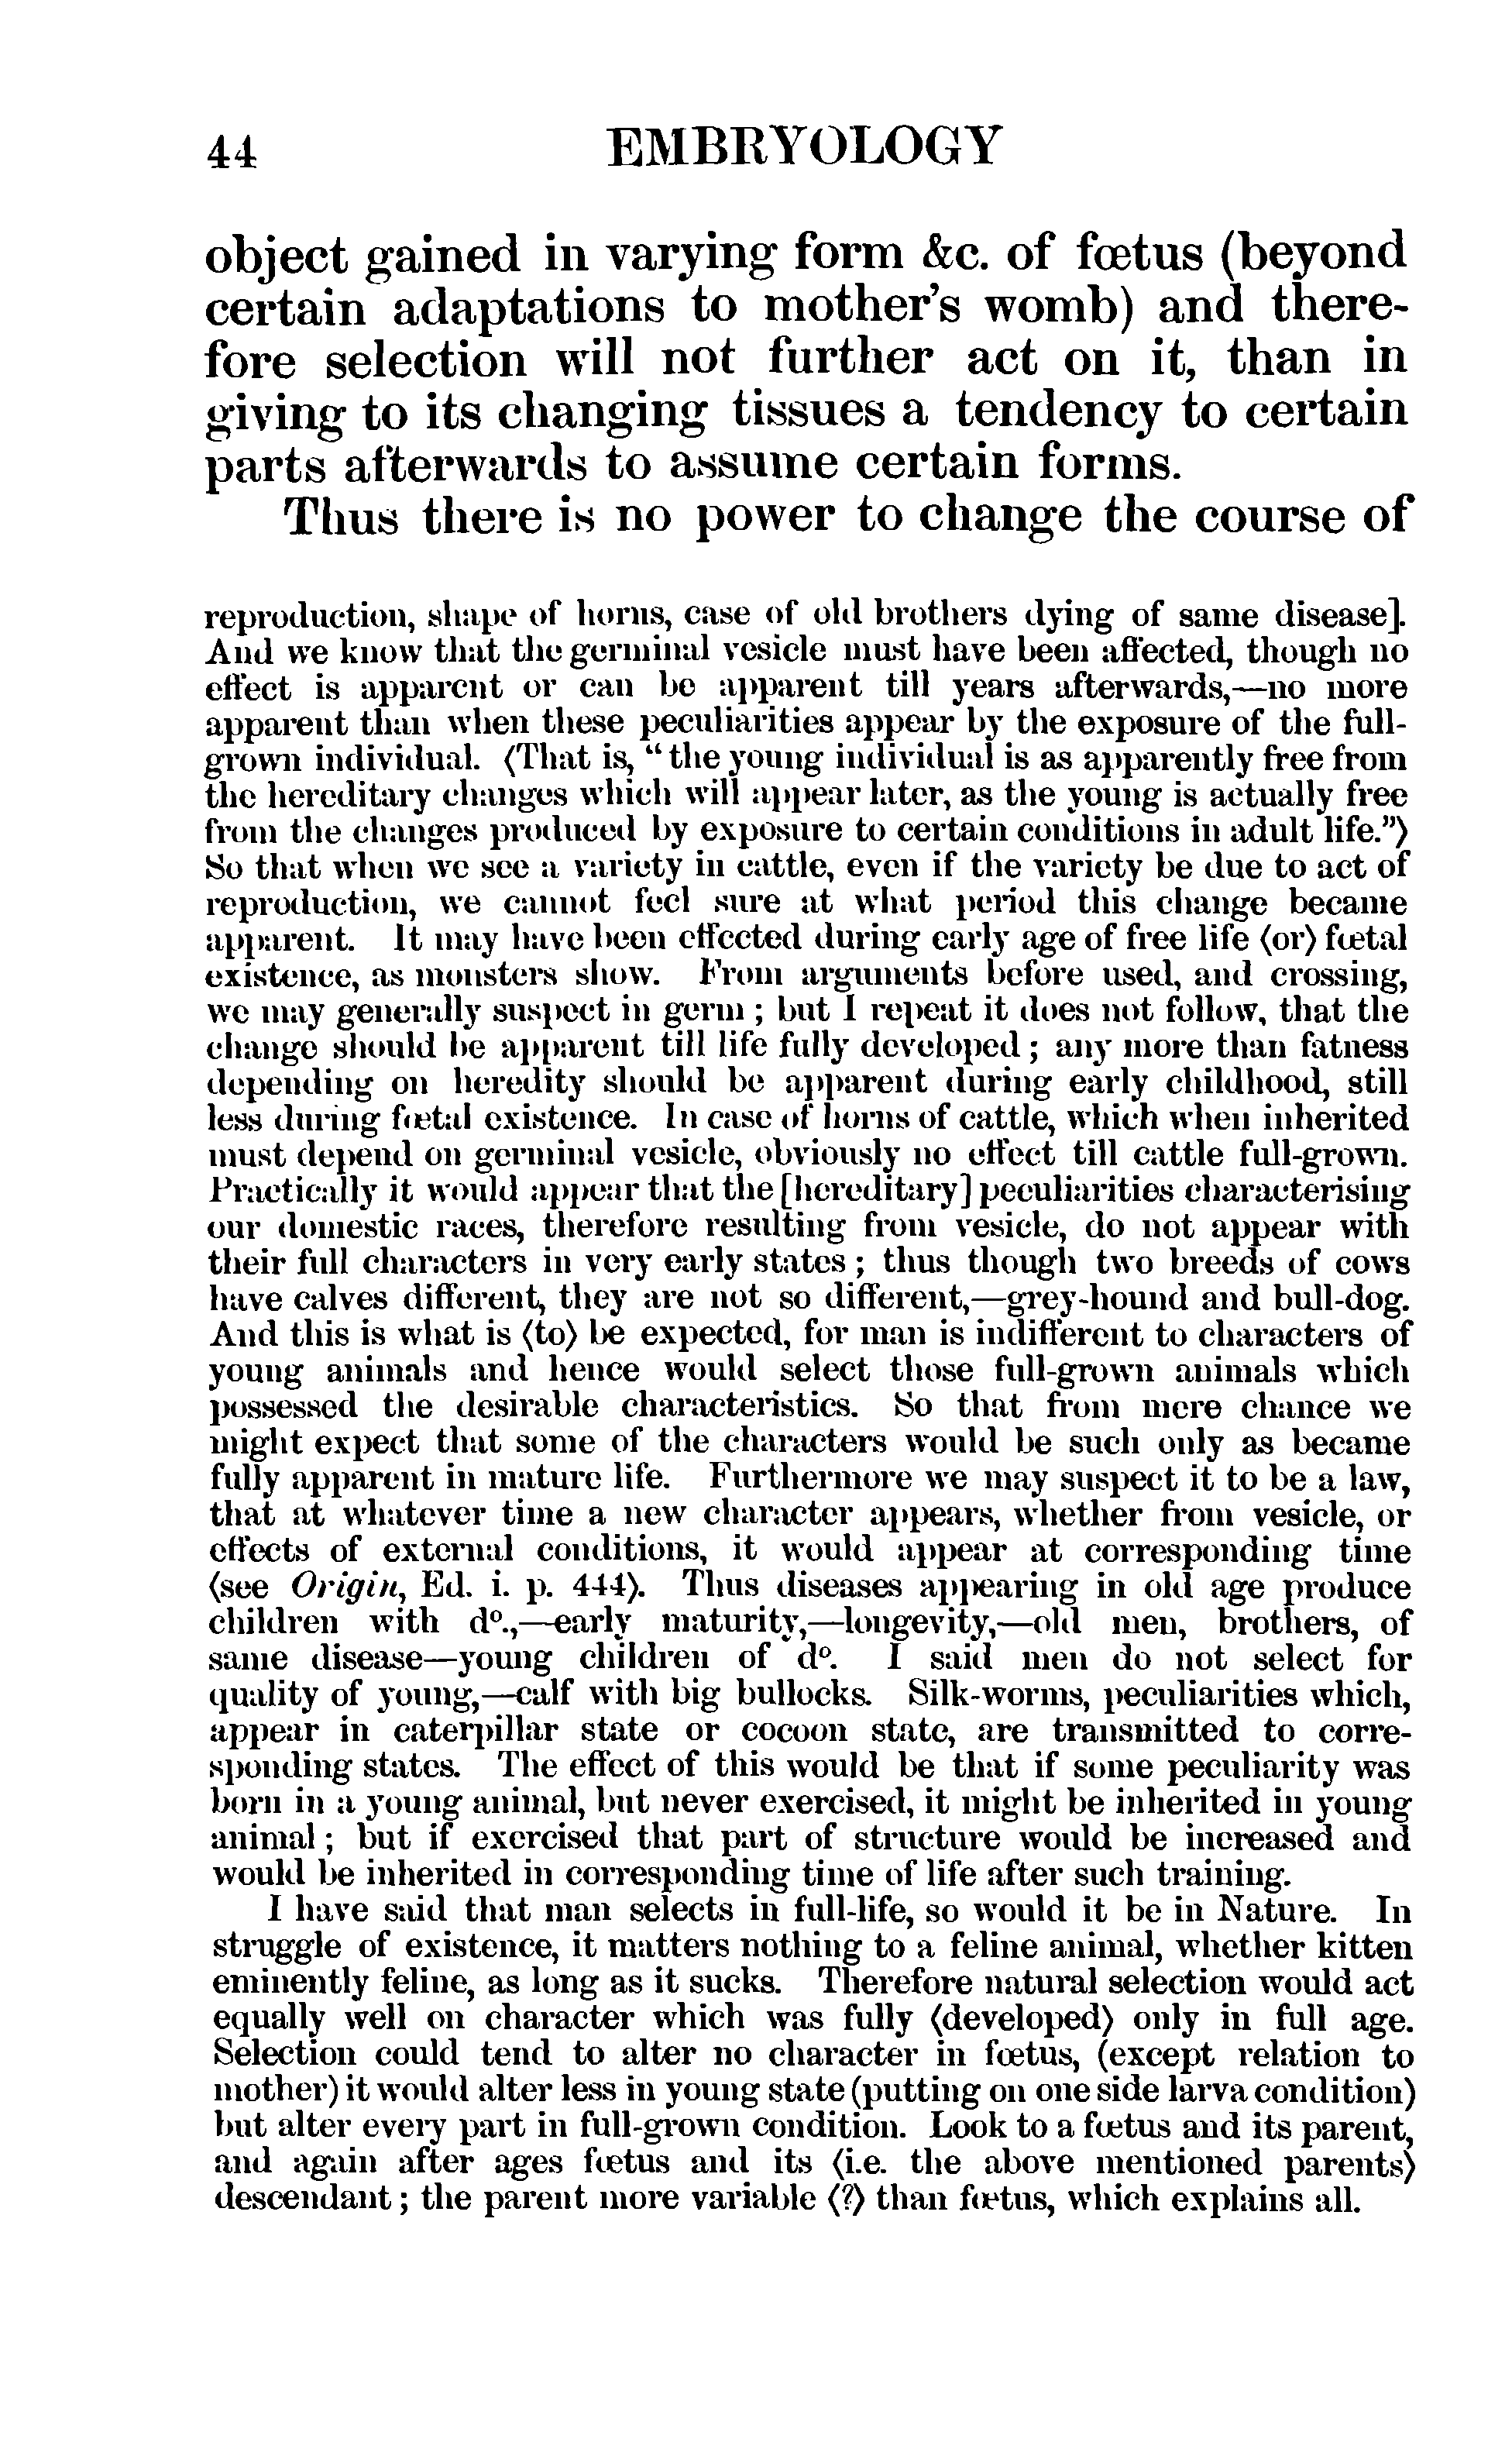 44 EMBRYOLOGY
object gained in varying form &c. of fœtus (beyond
certain adaptations to mother's womb) and there-
fore selection will not further act on it, than in
giving to its changing tissues a tendency to certain
parts afterwards to assume certain forms.
Thus there is no power to change the course of
reproduction, shape of horns, case of old brothers dying of same disease].
And we know that the germinal vesicle must have been affected, though no
effect is apparent or can be apparent till years afterwards,—no more
apparent than when these peculiarities appear by the exposure of the full-
grown individual. ⟨That is, "the young individual is as apparently free from
the hereditary changes which will appear later, as the young is actually free
from the changes produced by exposure to certain conditions in adult life."⟩
So that when we see a variety in cattle, even if the variety be due to act of
reproduction, we cannot feel sure at what period this change became
apparent. It may have been effected during early age of free life ⟨or⟩ fœtal
existence, as monsters show. From arguments before used, and crossing,
we may generally suspect in germ; but I repeat it does not follow, that the
change should be apparent till life fully developed; any more than fatness
depending on heredity should be apparent during early childhood, still
less during fœtal existence. In case of horns of cattle, which when inherited
must depend on germinal vesicle, obviously no effect till cattle full-grown.
Practically it would appear that the [hereditary] peculiarities characterising
our domestic races, therefore resulting from vesicle, do not appear with
their full characters in very early states; thus though two breeds of cows
have calves different, they are not so different,—grey-hound and bull-dog.
And this is what is ⟨to⟩ be expected, for man is indifferent to characters of
young animals and hence would select those full-grown animals which
possessed the desirable characteristics. So that from mere chance we
might expect that some of the characters would be such only as became
fully apparent in mature life. Furthermore we may suspect it to be a law,
that at whatever time a new character appears, whether from vesicle, or
effects of external conditions, it would appear at corresponding time
⟨see Origin, Ed. i. p. 444⟩. Thus diseases appearing in old age produce
children with dº.,—early maturity,—longevity,—old men, brothers, of
same disease—young children of dº. I said men do not select for
quality of young,—calf with big bullocks. Silk-worms, peculiarities which,
appear in caterpillar state or cocoon state, are transmitted to corre-
sponding states. The effect of this would be that if some peculiarity was
born in a young animal, but never exercised, it might be inherited in young
animal; but if exercised that part of structure would be increased and
would be inherited in corresponding time of life after such training.
I have said that man selects in full-life, so would it be in Nature. In
struggle of existence, it matters nothing to a feline animal, whether kitten
eminently feline, as long as it sucks. Therefore natural selection would act
equally well on character which was fully ⟨developed⟩ only in full age.
Selection could tend to alter no character in fœtus, (except relation to
mother) it would alter less in young state (putting on one side larva condition)
but alter every part in full-grown condition. Look to a fœtus and its parent,
and again after ages fœtus and its ⟨i.e. the above mentioned parents⟩
descendant; the parent more variable ⟨?⟩ than fœtus, which explains all.